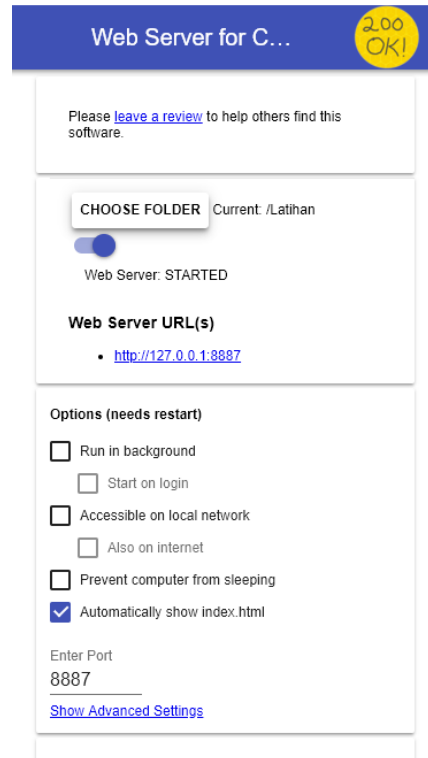 Web Server for C...
200
OK!
Please leave a review to help others find this
software.
CHOOSE FOLDER Current: /Latihan
Web Server: STARTED
Web Server URL(s)
http://127.0.0.1:8887
Options (needs restart)
Run in background
Start on login
Accessible on local network
Also on internet
Prevent computer from sleeping
Automatically show index.html
Enter Port
8887
Show Advanced Settings